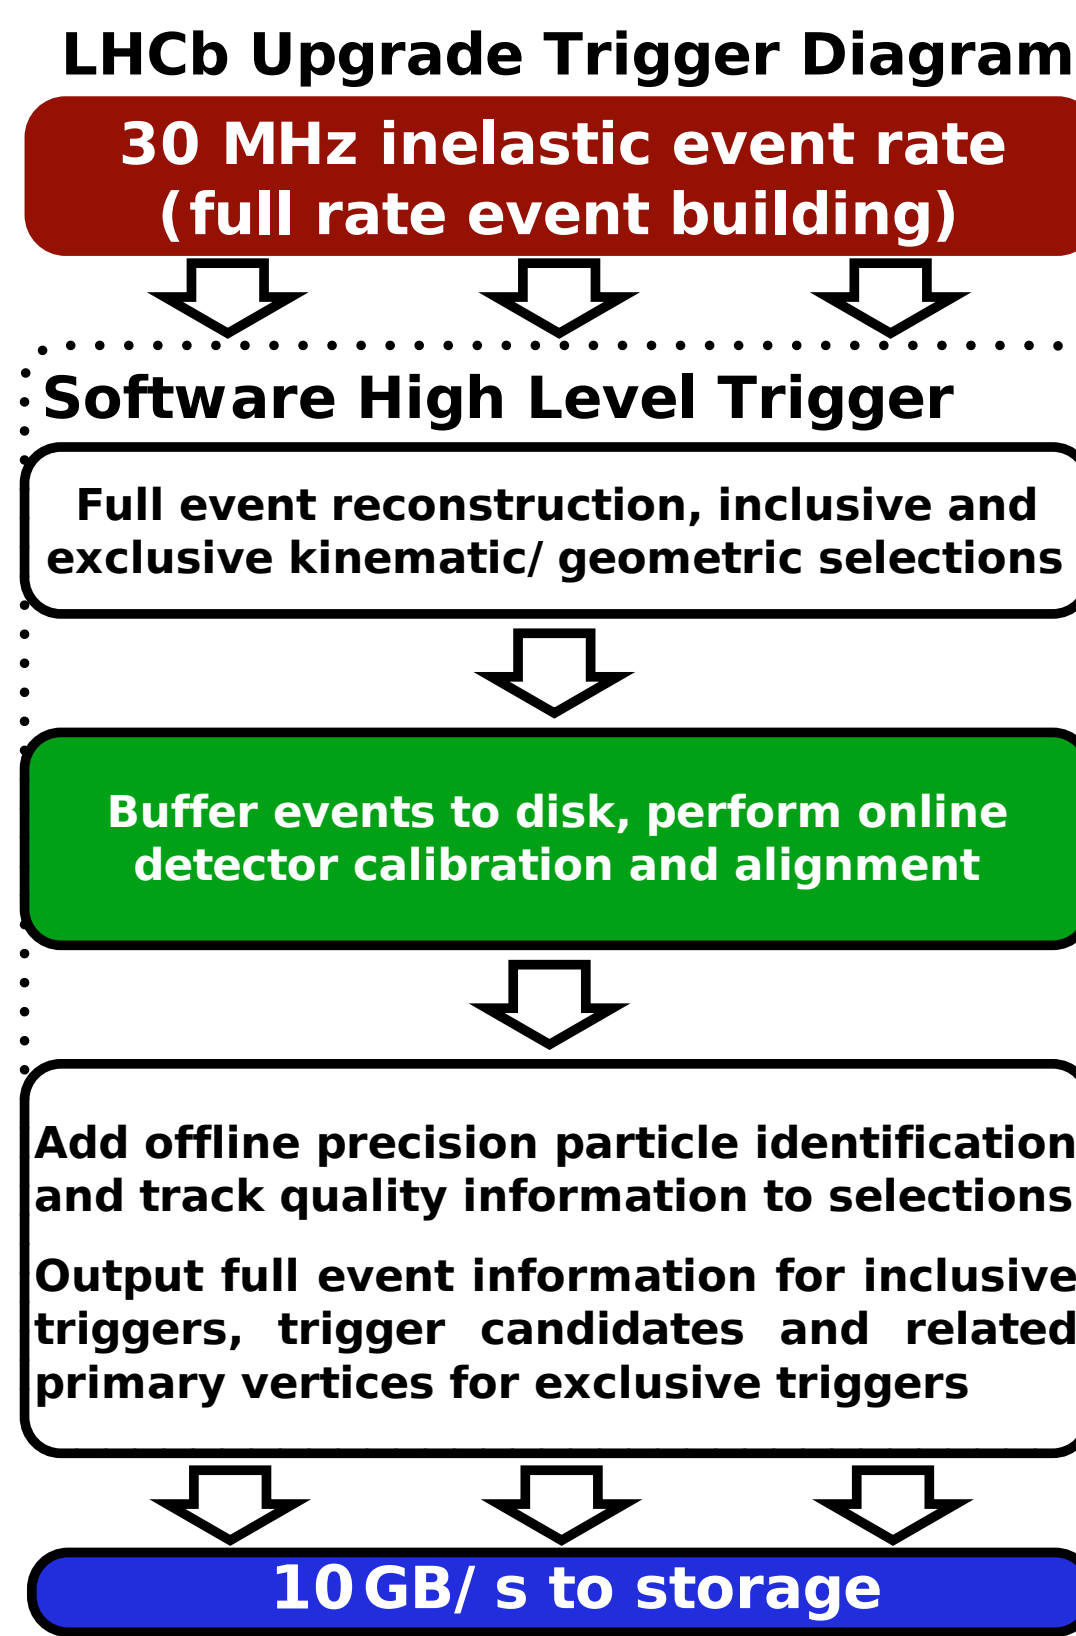 LHCb Upgrade Trigger Diagram
30 MHz inelastic event rate
(full rate event building)
Software High Level Trigger
Full event reconstruction, inclusive and
exclusive kinematic/ geometric selections
Buffer events to disk, perform online
detector calibration and alignment
Add offline precision particle identification
and track quality information to selections
Output full event information for inclusive
triggers, trigger candidates and related
primary vertices for exclusive triggers
10 GB/ s to storage